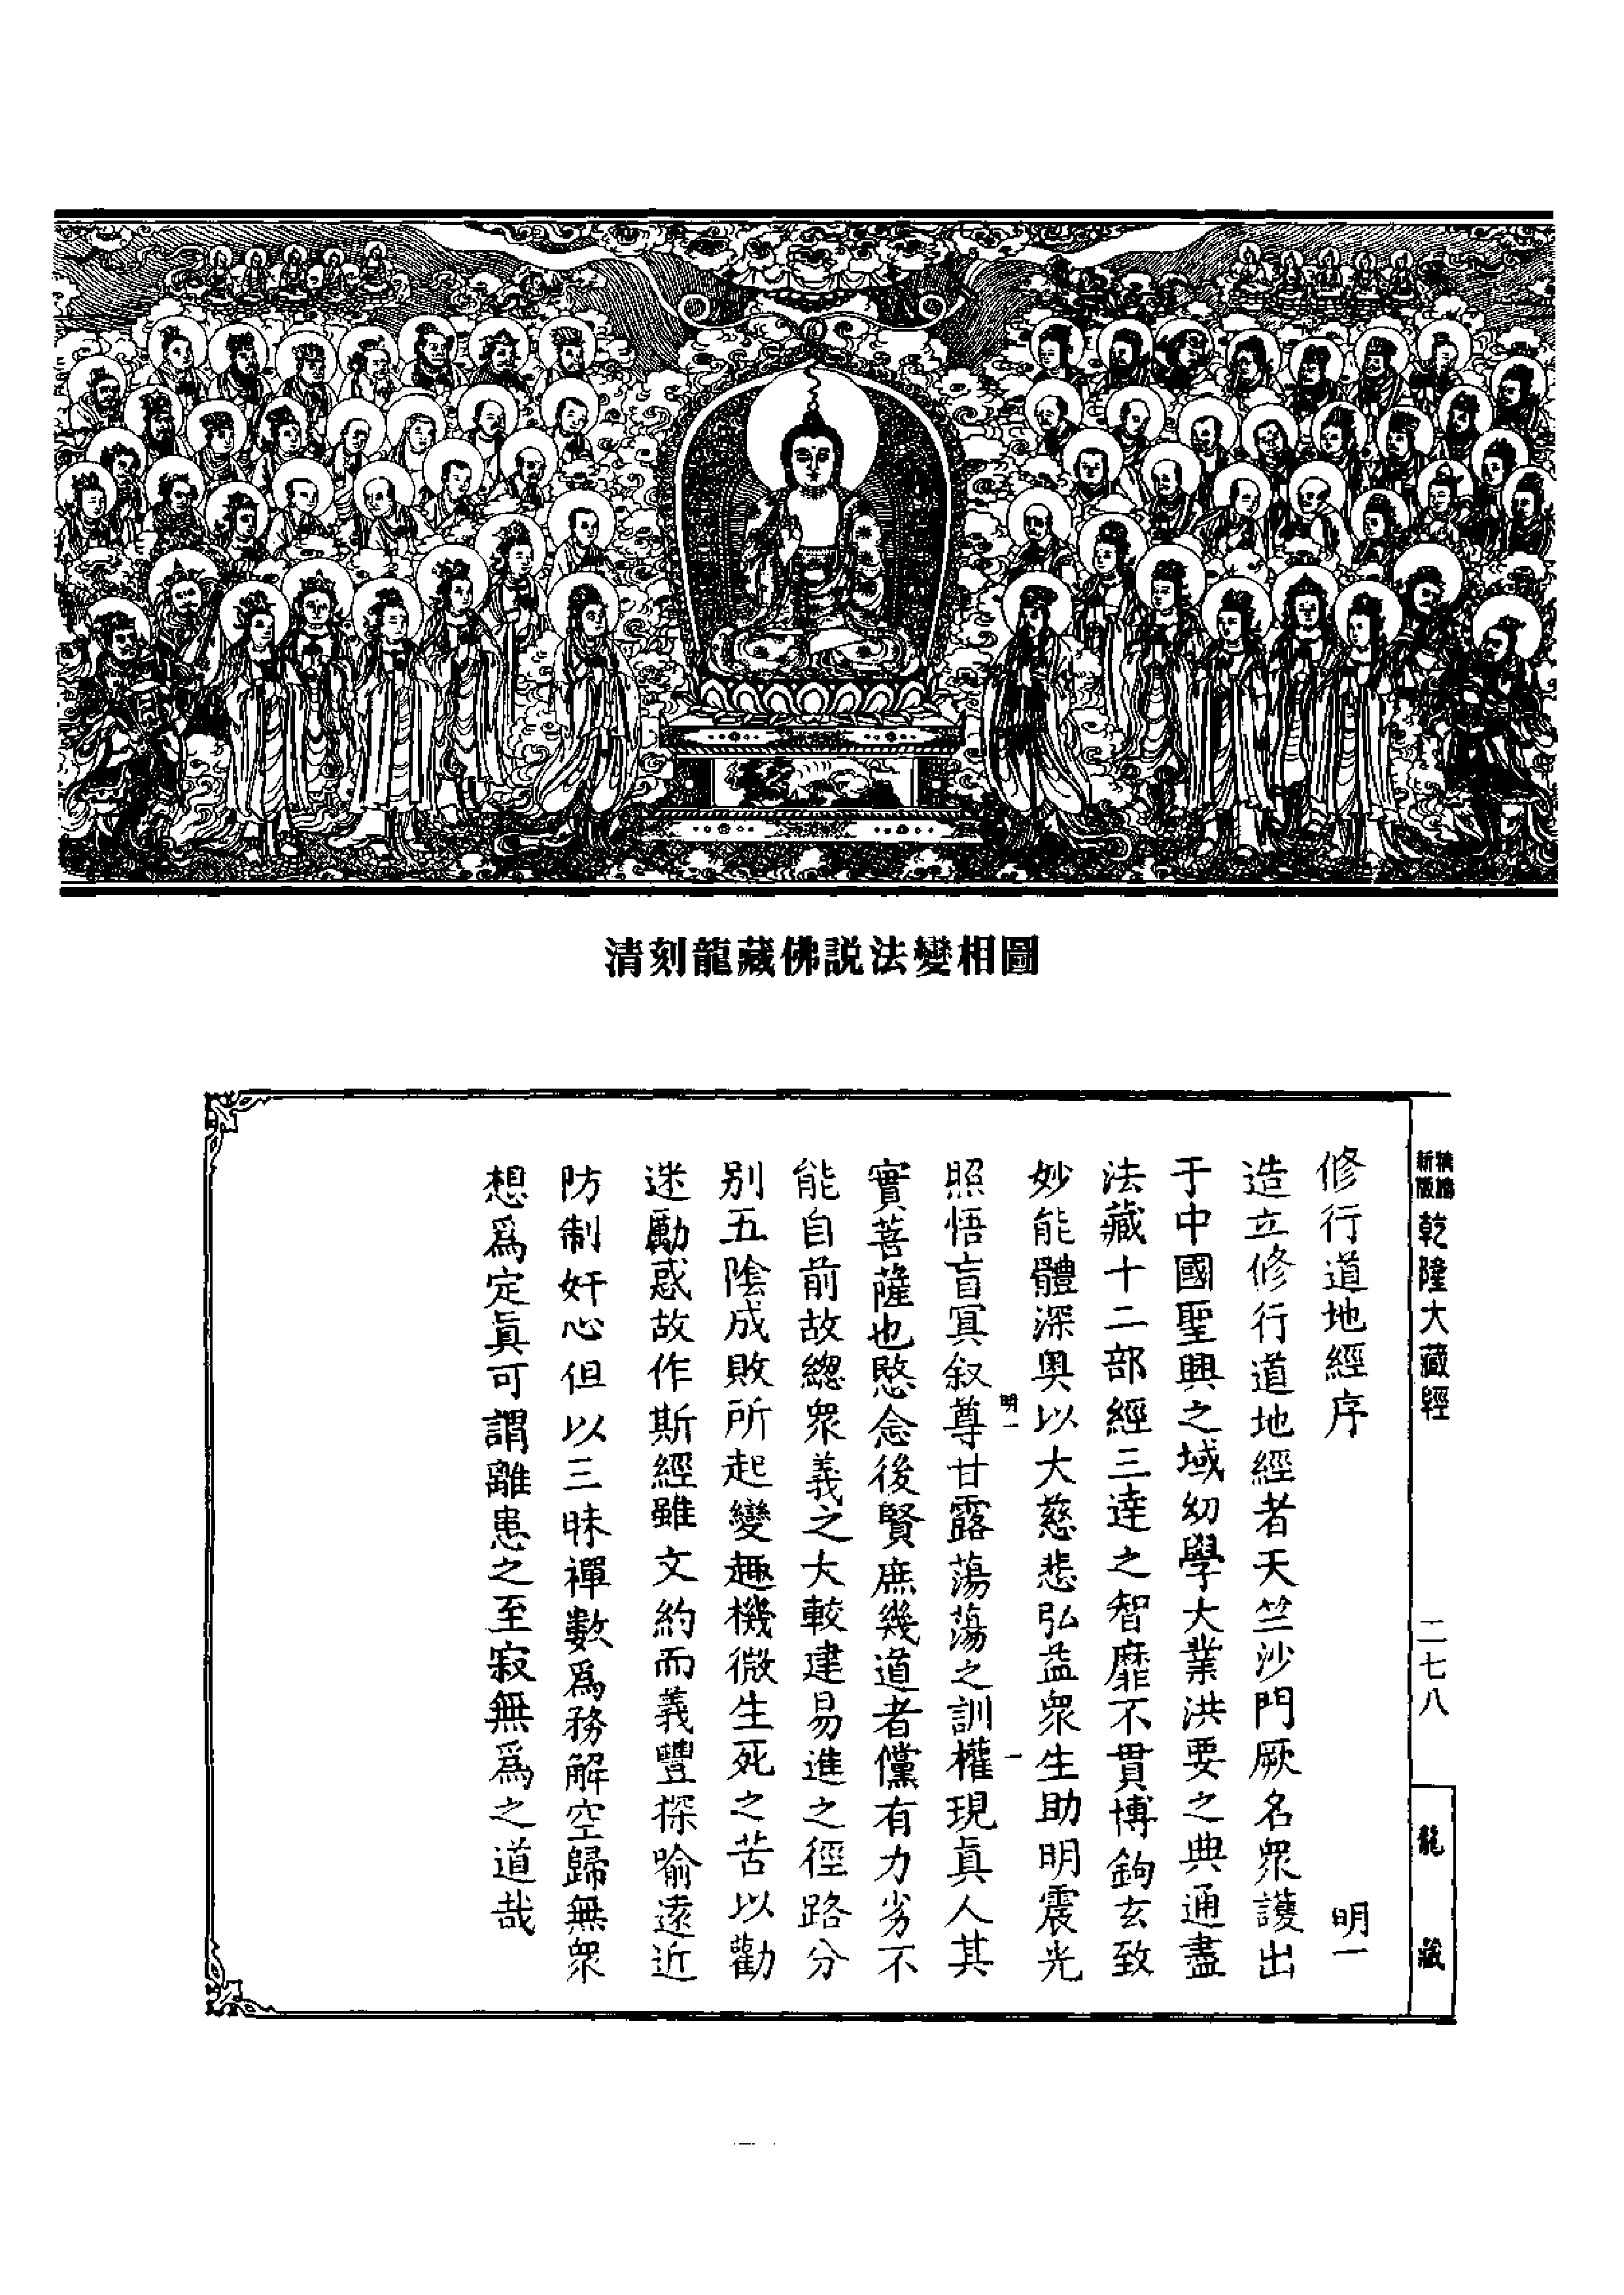 清刻龍藏佛説法變相圖
新版
精縮
乾隆大藏經
二七八
龍藏
修行道地經序 明一
造立修行道地經者天竺沙門厥名衆護出
于中國聖興之域幼學大業洪要之典通盡
法藏十二部經三達之智靡不貫博鉤玄致
妙能體深奥以大慈悲弘益衆生助明震光
明一 一
照悟盲冥叙尊甘露蕩蕩之訓權現真人其
實菩薩也愍念後賢庶幾道者儻有力劣不
能自前故總衆義之大較建易進之徑路分
别五陰成敗所起變趣機微生死之苦以勸
迷勵惑故作斯經雖文約而義豐採喻遠近
防制奸心但以三昧禪數爲務解空歸無衆
想爲定真可謂離患之至寂無爲之道哉